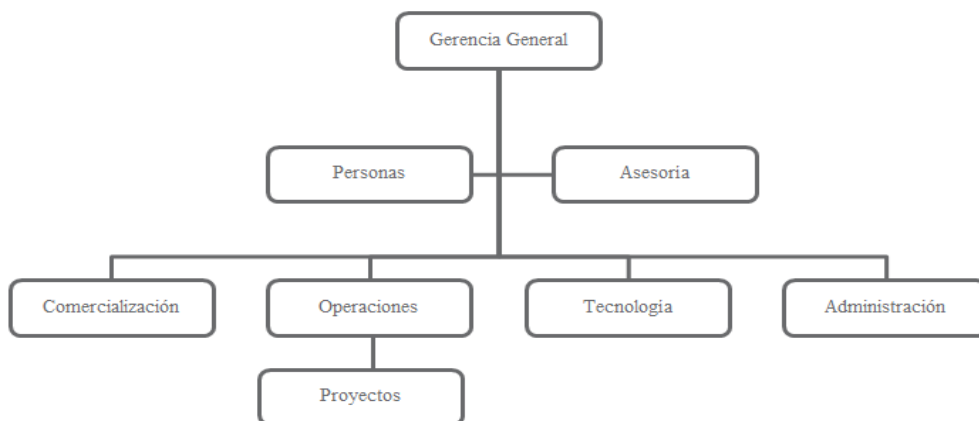 Gerencia General
Personas
Asesoria
Comercialización
Operaciones
Tecnologia
Administración
Proyectos